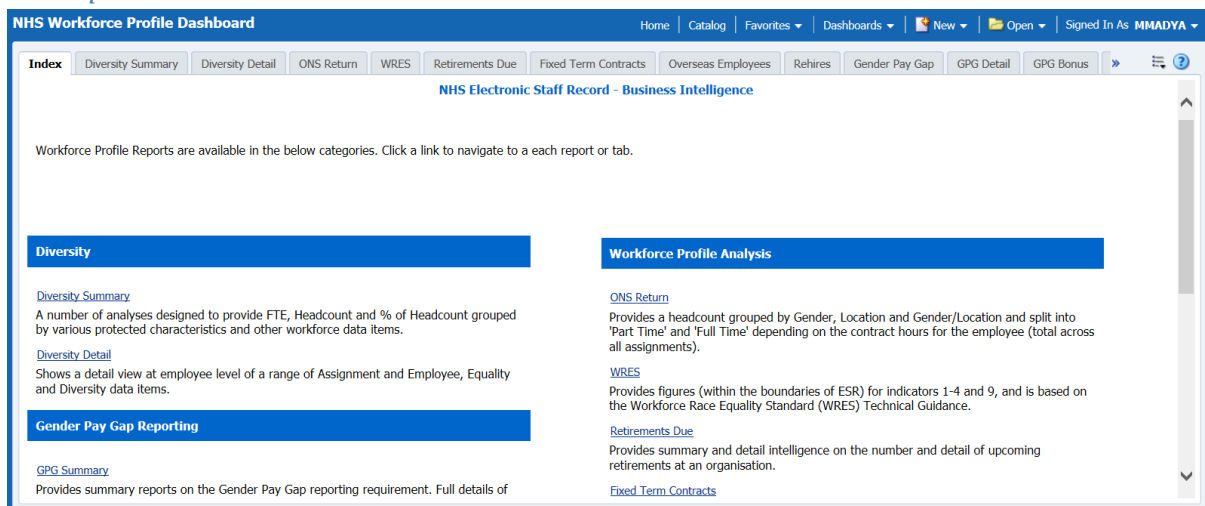 NHS Workforce Profile Dashboard
Home Catalog Favorites Dashboards New Open Signed In As MMADYA
Index Diversity Summary Diversity Detail ONS Return WRES Retirements Due Fixed Term Contracts Overseas Employees Rehires Gender Pay Gap GPG Detail GPG Bonus »
NHS Electronic Staff Record - Business Intelligence
Workforce Profile Reports are available in the below categories. Click a link to navigate to a each report or tab.
Diversity
Diversity Summary
A number of analyses designed to provide FTE, Headcount and % of Headcount grouped
by various protected characteristics and other workforce data items.
Diversity Detail
Shows a detail view at employee level of a range of Assignment and Employee, Equality
and Diversity data items.
Gender Pay Gap Reporting
GPG Summary
Provides summary reports on the Gender Pay Gap reporting requirement. Full details of
Workforce Profile Analysis
ONS Return
Provides a headcount grouped by Gender, Location and Gender/Location and split into
'Part Time' and 'Full Time' depending on the contract hours for the employee (total across
all assignments).
WRES
Provides figures (within the boundaries of ESR) for indicators 1-4 and 9, and is based on
the Workforce Race Equality Standard (WRES) Technical Guidance.
Retirements Due
Provides summary and detail intelligence on the number and detail of upcoming
retirements at an organisation.
Fixed Term Contracts